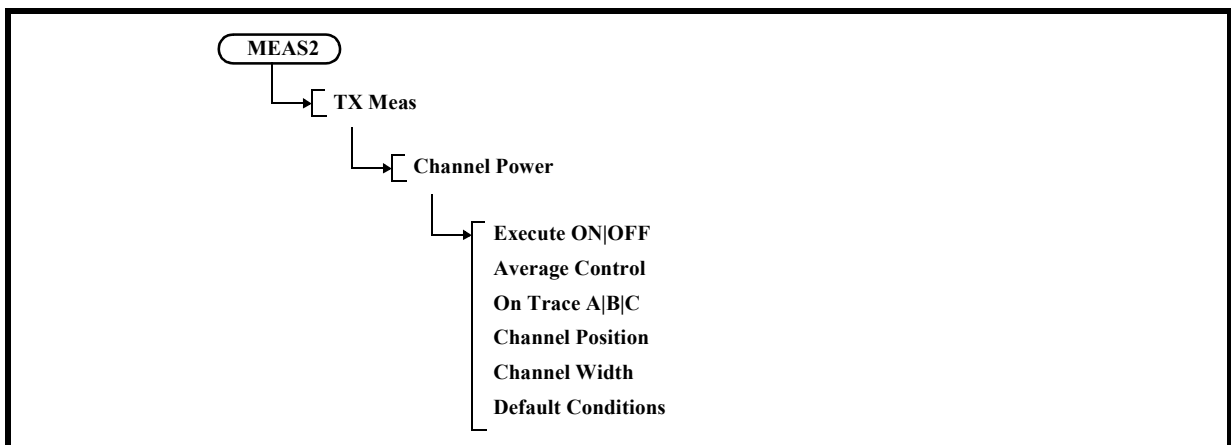 MEAS2
TX Meas
Channel Power
Execute ON|OFF
Average Control
On Trace A|B|C
Channel Position
Channel Width
Default Conditions